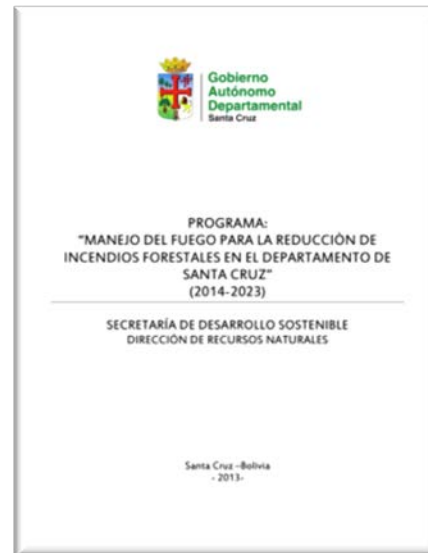 Gobierno
Autónomo
Departamental
Santa Cruz
PROGRAMA:
"MANEJO DEL FUEGO PARA LA REDUCCIÓN DE
INCENDIOS FORESTALES EN EL DEPARTAMENTO DE
SANTA CRUZ"
(2014-2023)
SECRETARÍA DE DESARROLLO SOSTENIBLE
DIRECCIÓN DE RECURSOS NATURALES
Santa Cruz –Bolivia
- 2013-